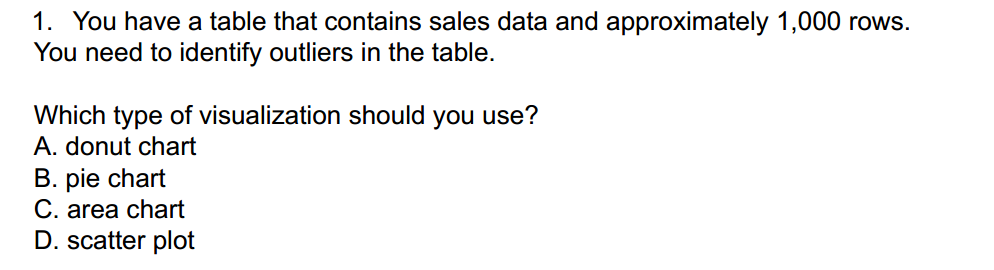 1. You have a table that contains sales data and approximately 1,000 rows.
You need to identify outliers in the table.
Which type of visualization should you use?
A. donut chart
B. pie chart
C. area chart
D. scatter plot